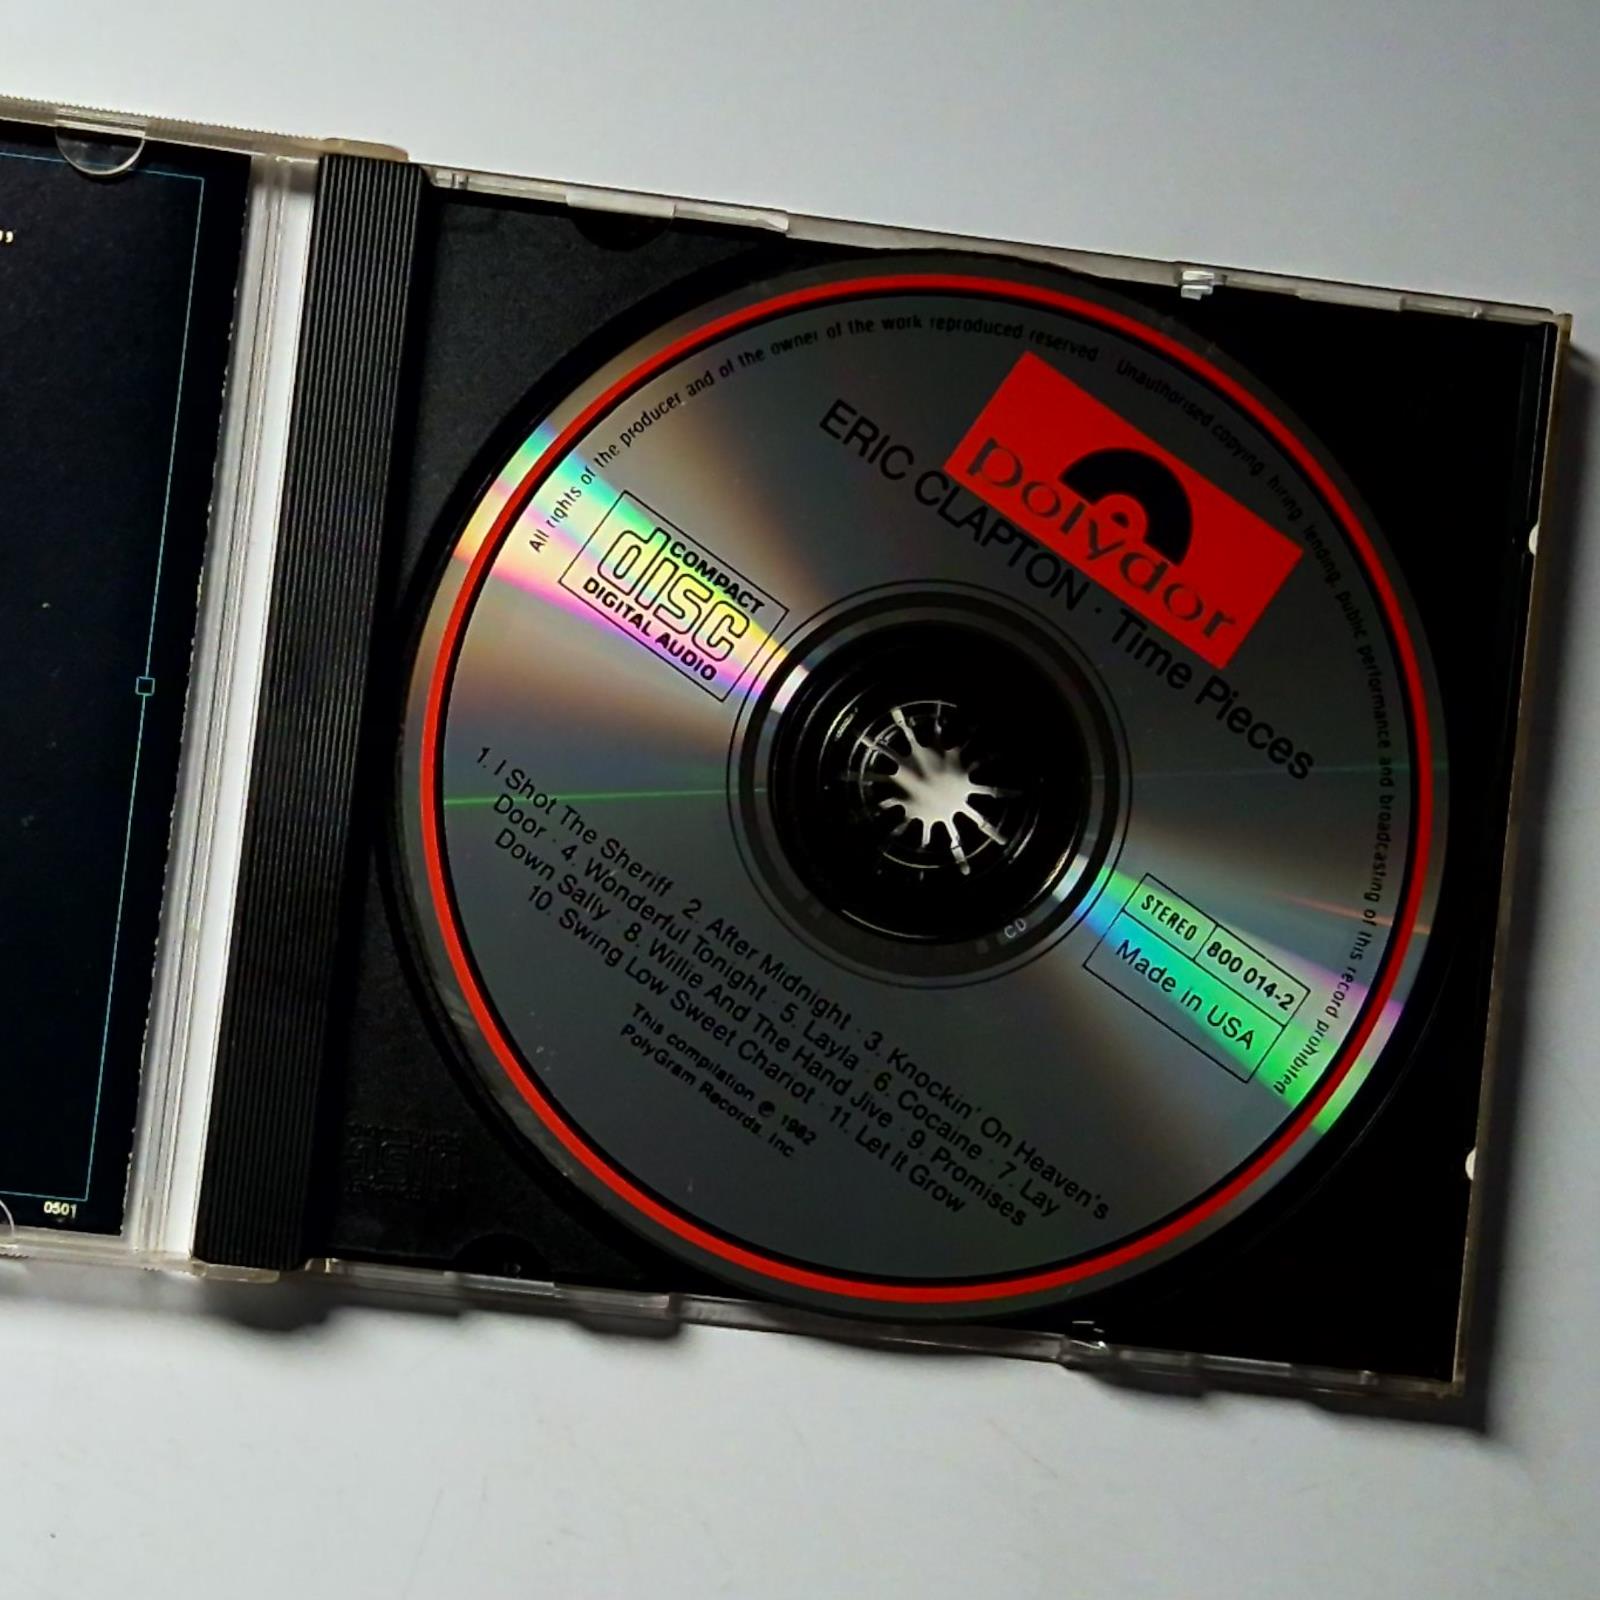 "
0501
All rights of the producer and of the owner of the work reproduced reserved Unauthorised copying, hiring, lending, public performance and broadcasting of this record prohibited
polydor
ERIC CLAPTON · Time Pieces
COMPACT
disc
DIGITAL AUDIO
STEREO 800 014-2
Made in USA
CD
1. I Shot The Sheriff · 2. After Midnight · 3. Knockin' On Heaven's
Door · 4. Wonderful Tonight · 5. Layla · 6. Cocaine · 7. Lay
Down Sally · 8. Willie And The Hand Jive · 9. Promises
10. Swing Low Sweet Chariot · 11. Let It Grow
This compilation ℗ 1982
PolyGram Records, Inc.